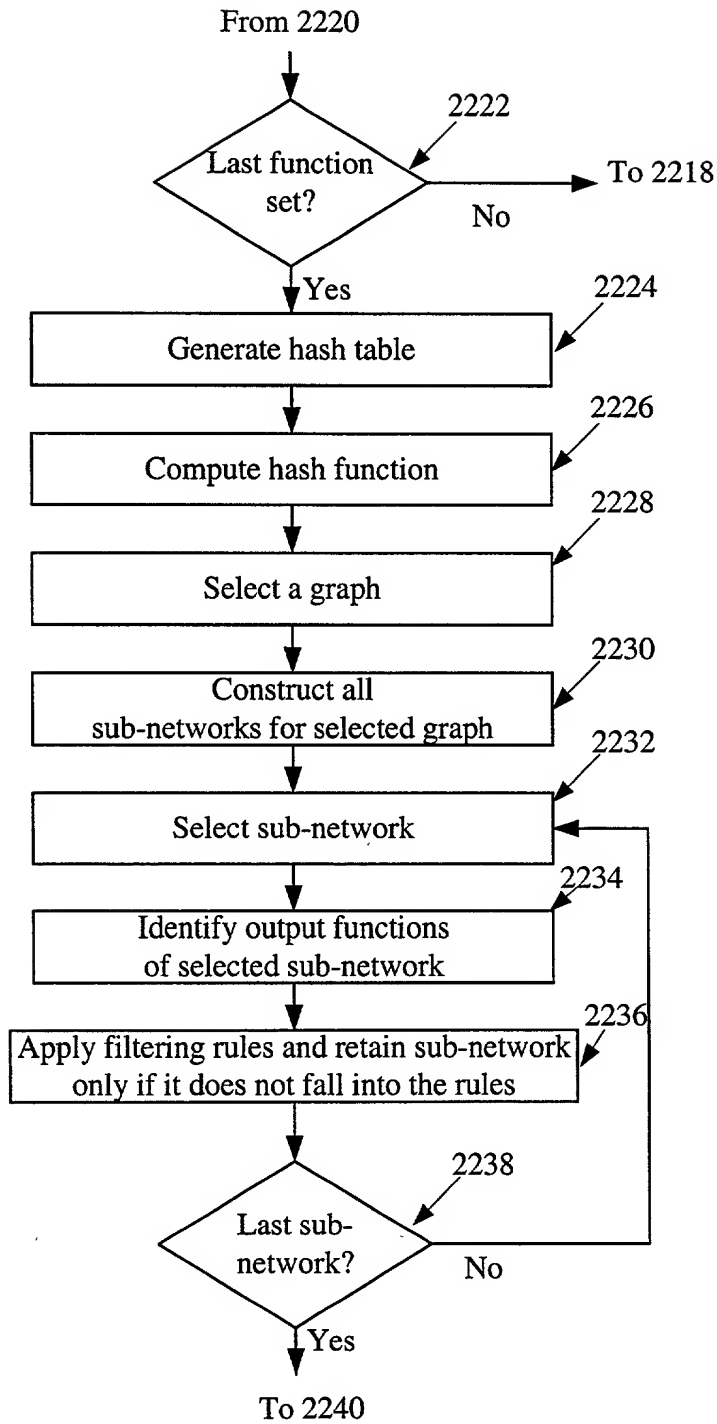 From 2220
2222
Last function
set?
To 2218
No
Yes
2224
Generate hash table
2226
Compute hash function
2228
Select a graph
2230
Construct all
sub-networks for selected graph
2232
Select sub-network
2234
Identify output functions
of selected sub-network
2236
Apply filtering rules and retain sub-network
only if it does not fall into the rules
2238
Last sub-
network?
No
Yes
To 2240